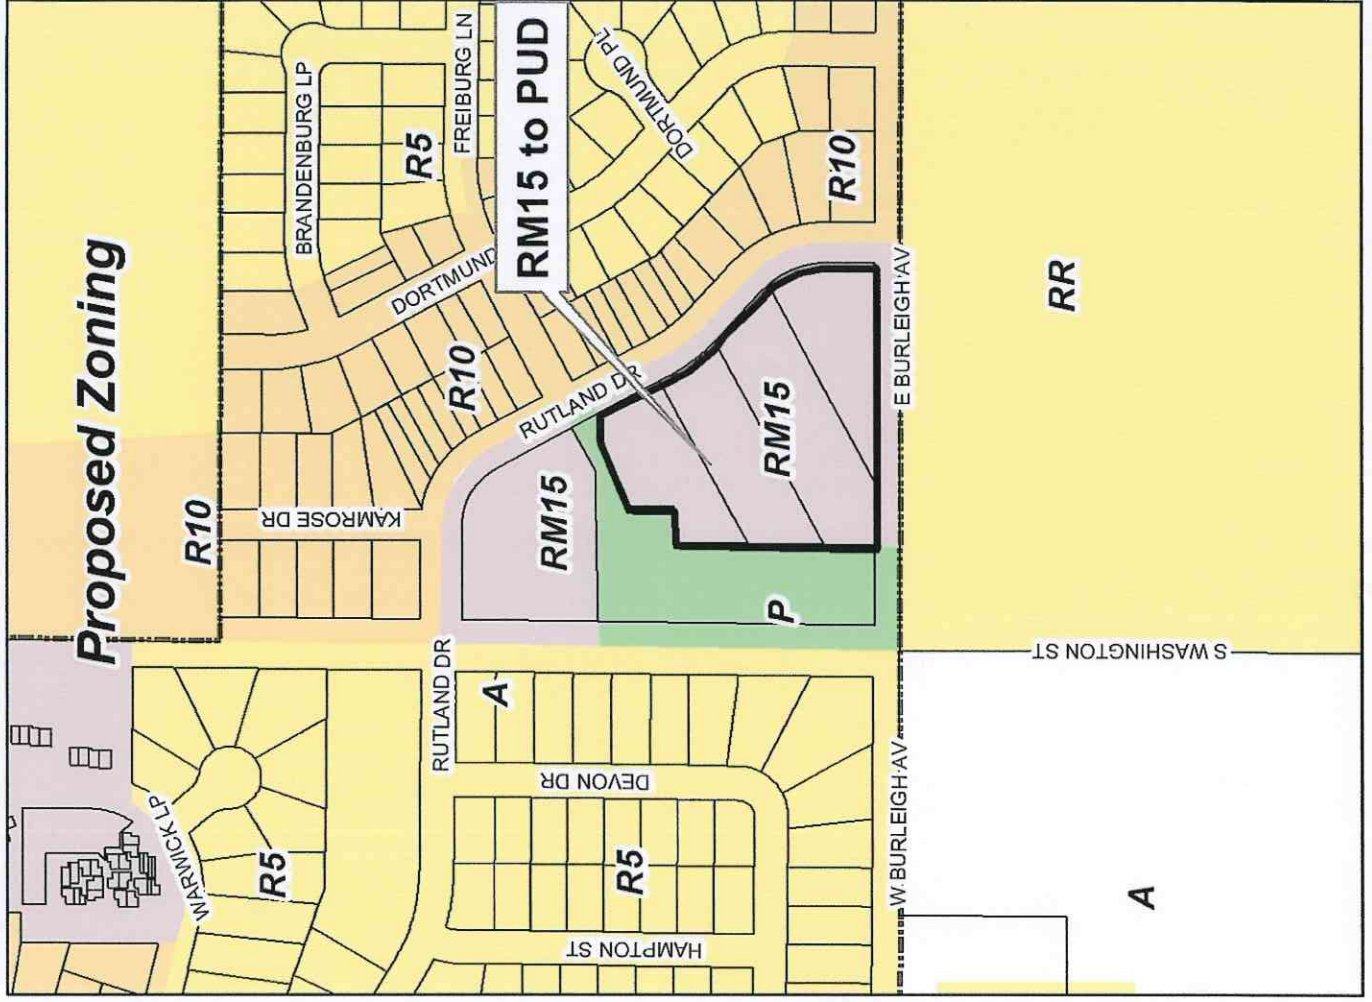 Proposed Zoning
R10
KAMROSE DR
BRANDENBURG LP
R5
FREIBURG LN
DORTMUND PL
DORTMUND
DORTMUND
RM15 to PUD
R10
R10
RUTLAND DR
RM15
RM15
P
E BURLEIGH AV
RR
S WASHINGTON ST
RUTLAND DR
A
DEVON DR
WARWICK LP
R5
R5
HAMPTON ST
W BURLEIGH AV
A